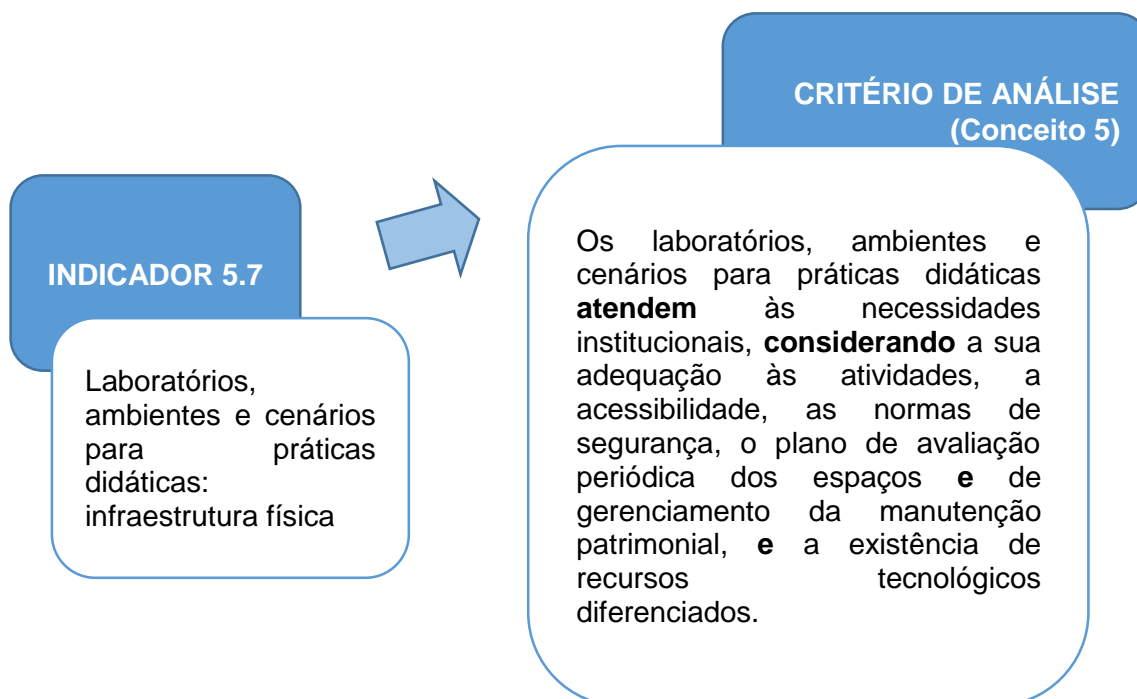 INDICADOR 5.7
Laboratórios,
ambientes e cenários
para práticas
didáticas:
infraestrutura física
CRITÉRIO DE ANÁLISE
(Conceito 5)
Os laboratórios, ambientes e
cenários para práticas didáticas
atendem às necessidades
institucionais, considerando a sua
adequação às atividades, a
acessibilidade, as normas de
segurança, o plano de avaliação
periódica dos espaços e de
gerenciamento da manutenção
patrimonial, e a existência de
recursos tecnológicos
diferenciados.